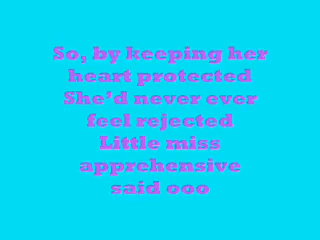 So, by keeping her
heart protected
She'd never ever
feel rejected
Little miss
apprehensive
said ooo